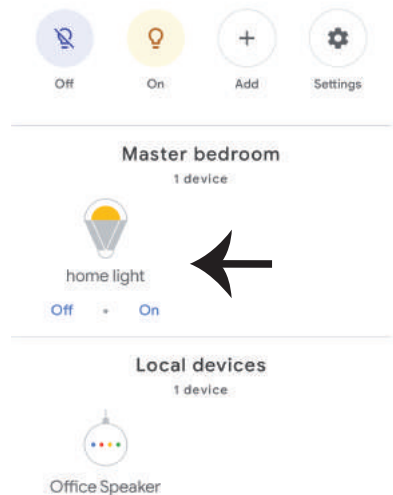 Off On Add Settings
Master bedroom
1 device
home light
Off • On
Local devices
1 device
Office Speaker